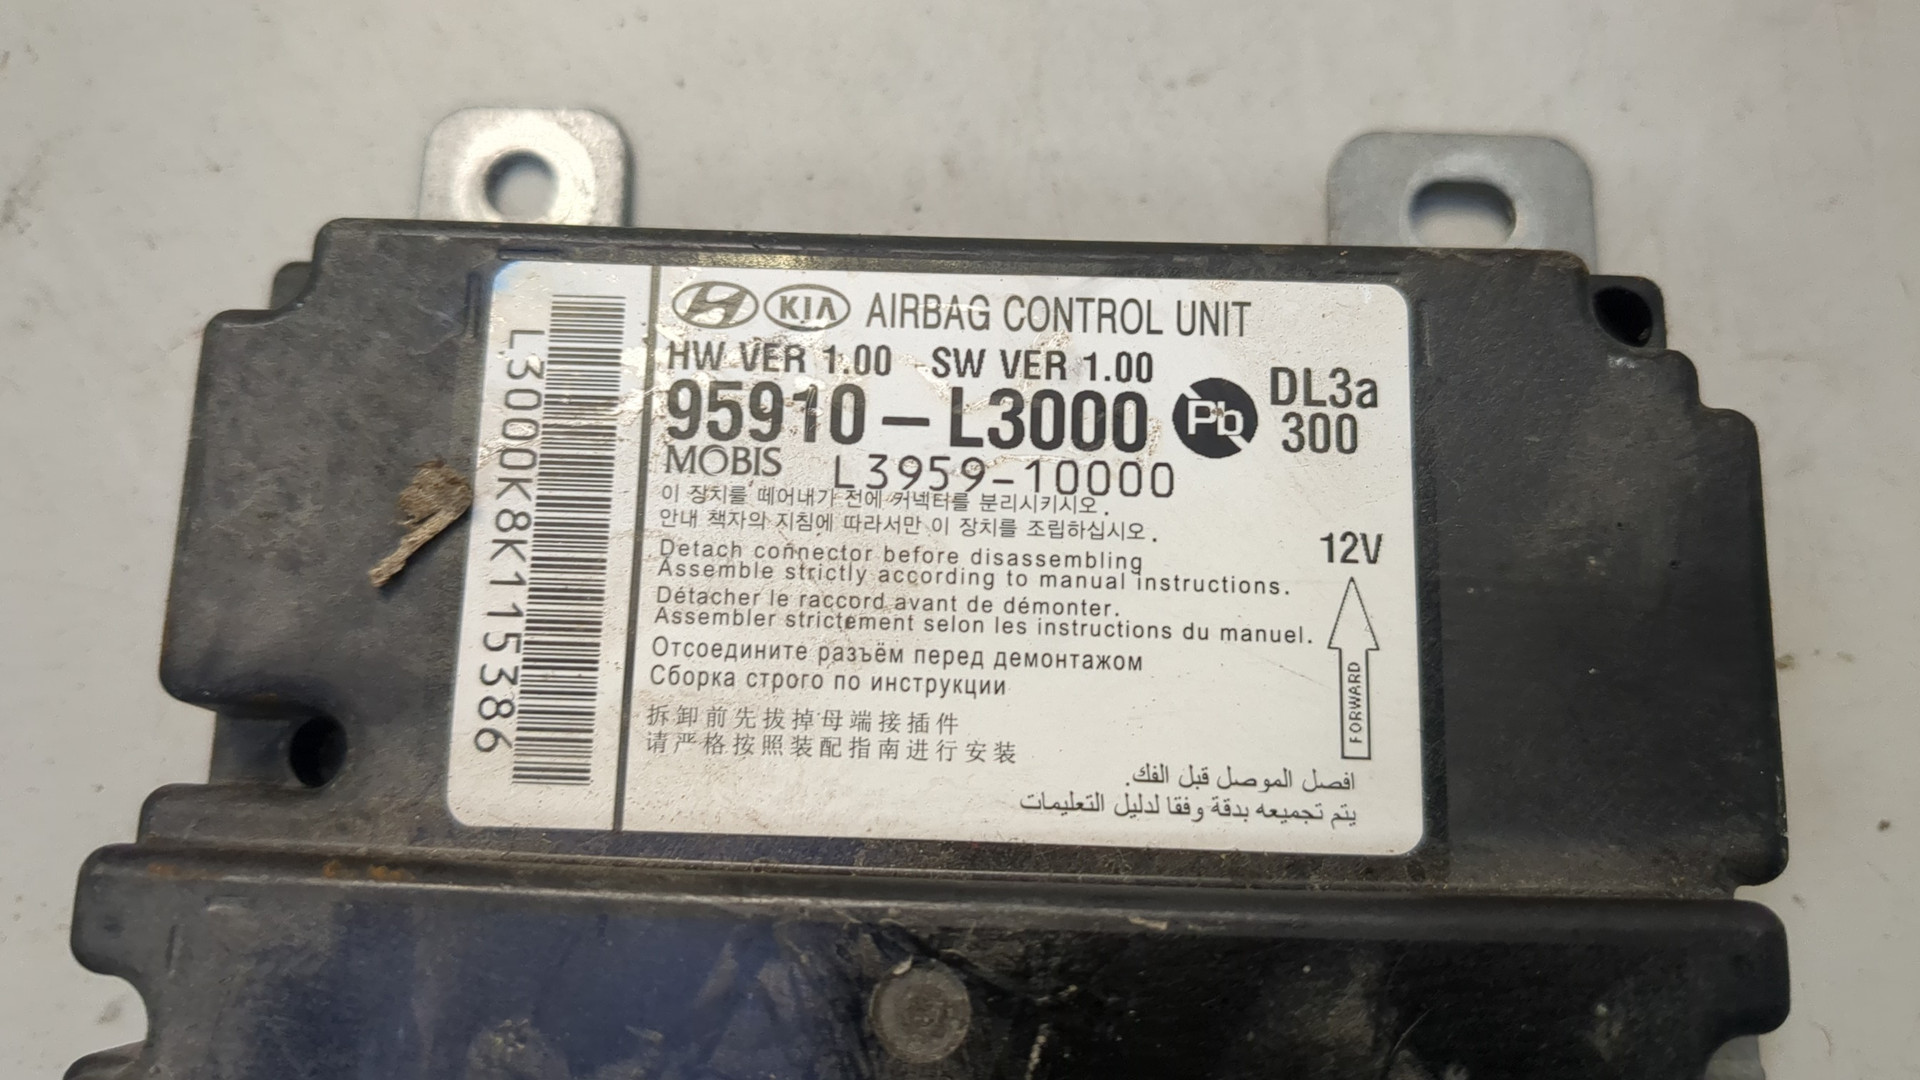 L3000K8K115386
KIA AIRBAG CONTROL UNIT
HW VER 1.00 SW VER 1.00
95910-L3000 Pb DL3a
300
MOBIS L3959-10000
이 장치를 떼어내기 전에 커넥터를 분리시키시오.
안내 책자의 지침에 따라서만 이 장치를 조립하십시오.
Detach connector before disassembling
Assemble strictly according to manual instructions.
12V
Détacher le raccord avant de démonter.
Assembler strictement selon les instructions du manuel.
Отсоедините разъём перед демонтажом
Сборка строго по инструкции
FORWARD
拆卸前先拔掉母端接插件
请严格按照装配指南进行安装
افصل الموصل قبل الفك.
يتم تجميعه بدقة وفقا لدليل التعليمات